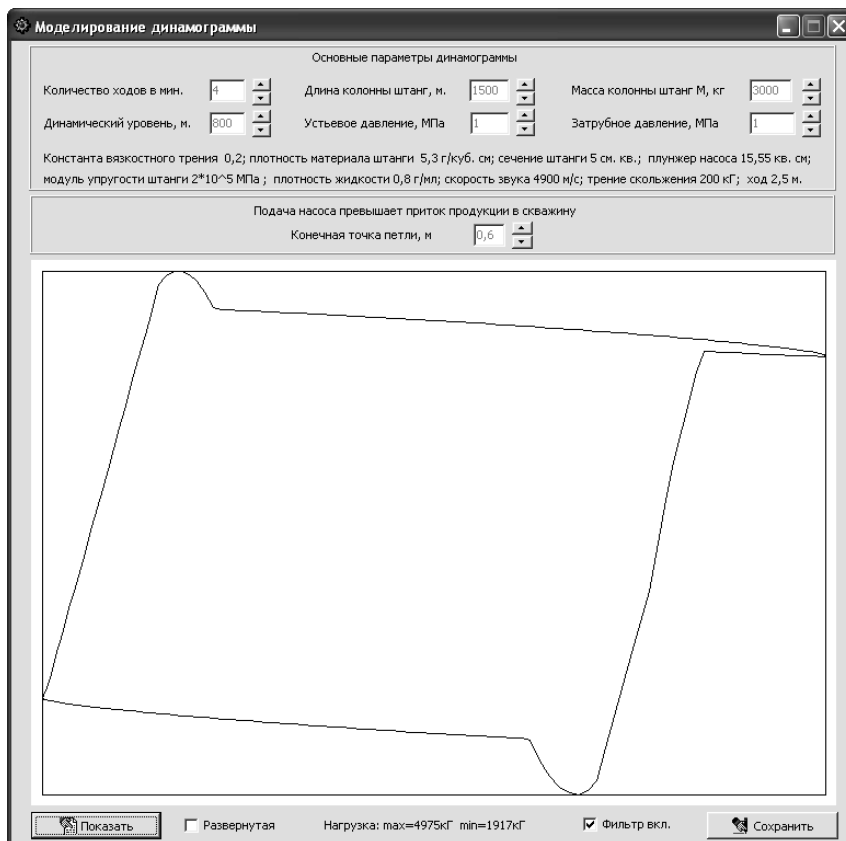 Моделирование динамограммы
Основные параметры динамограммы
Количество ходов в мин. 4 Длина колонны штанг, м. 1500 Масса колонны штанг М, кг 3000
Динамический уровень, м. 800 Устьевое давление, МПа 1 Затрубное давление, МПа 1
Константа вязкостного трения 0,2; плотность материала штанги 5,3 г/куб. см; сечение штанги 5 см. кв.; плунжер насоса 15,55 кв. см;
модуль упругости штанги 2*10^5 МПа ; плотность жидкости 0,8 г/мл; скорость звука 4900 м/с; трение скольжения 200 кГ; ход 2,5 м.
Подача насоса превышает приток продукции в скважину
Конечная точка петли, м 0,6
Показать Развернутая Нагрузка: max=4975кГ min=1917кГ Фильтр вкл. Сохранить